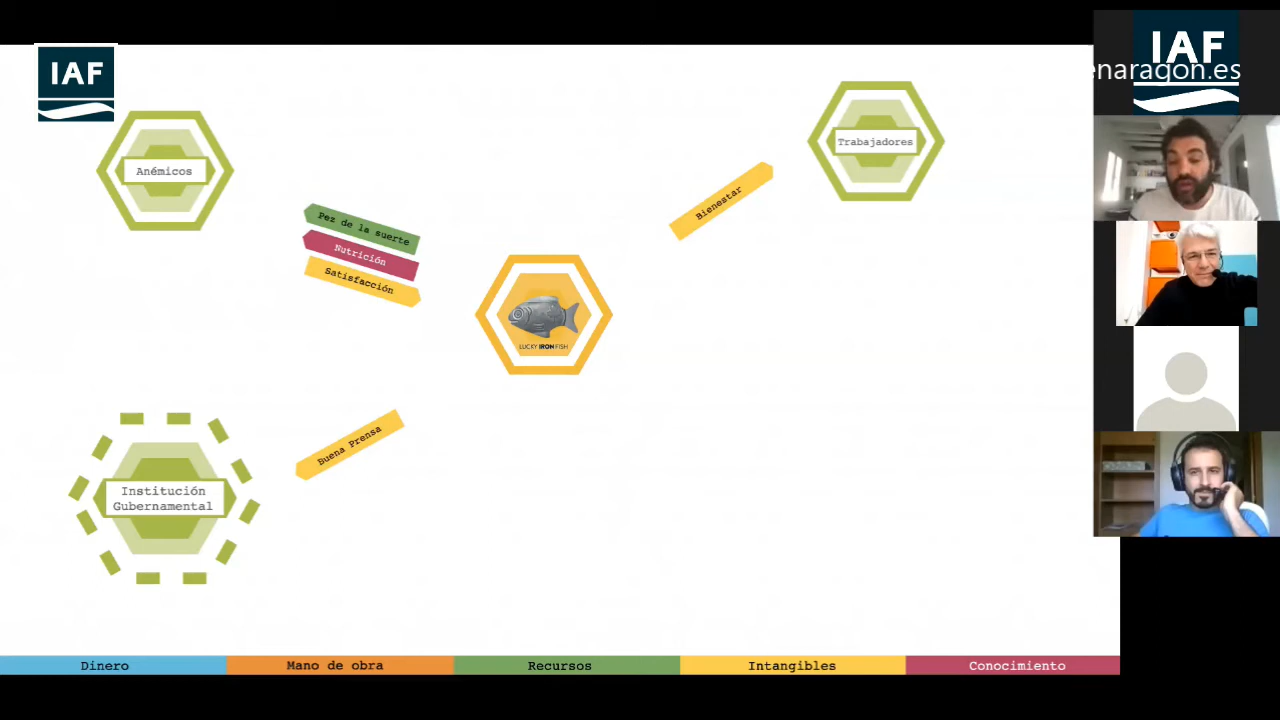 IAF
IAF
enaragon.es
Anémicos
Trabajadores
Pez de la suerte
Nutrición
Satisfacción
Bienestar
LUCKY IRON FISH
Buena Prensa
Institución
Gubernamental
Dinero
Mano de obra
Recursos
Intangibles
Conocimiento